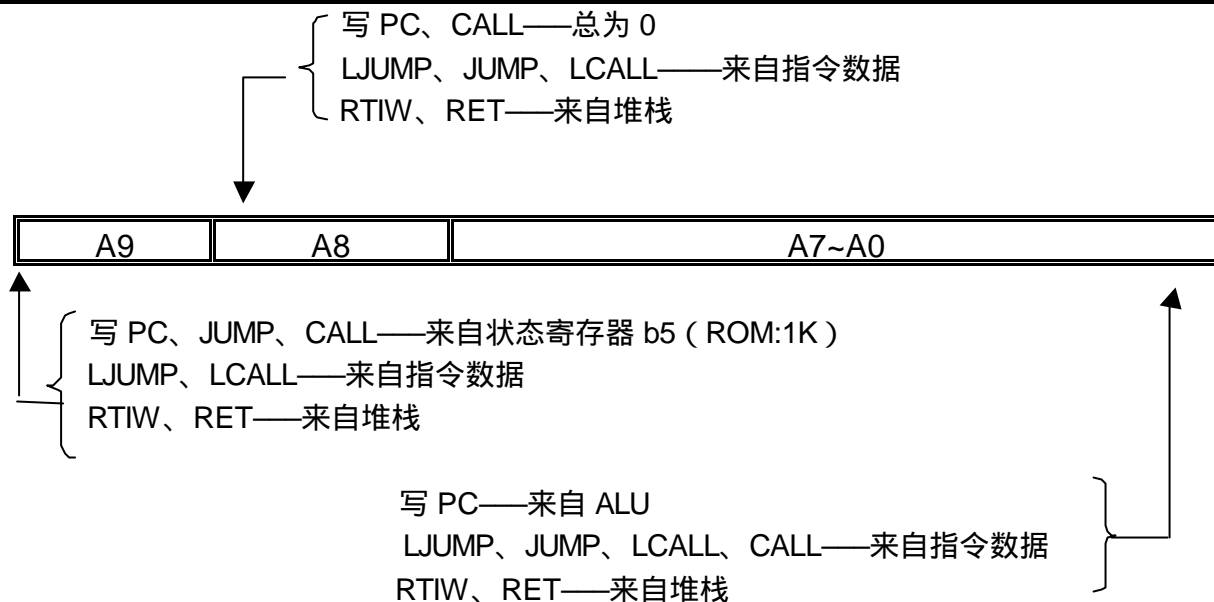 写 PC、CALL——总为 0
LJUMP、JUMP、LCALL——来自指令数据
RTIW、RET——来自堆栈
A9 A8 A7~A0
写 PC、JUMP、CALL——来自状态寄存器 b5（ROM:1K）
LJUMP、LCALL——来自指令数据
RTIW、RET——来自堆栈
写 PC——来自 ALU
LJUMP、JUMP、LCALL、CALL——来自指令数据
RTIW、RET——来自堆栈